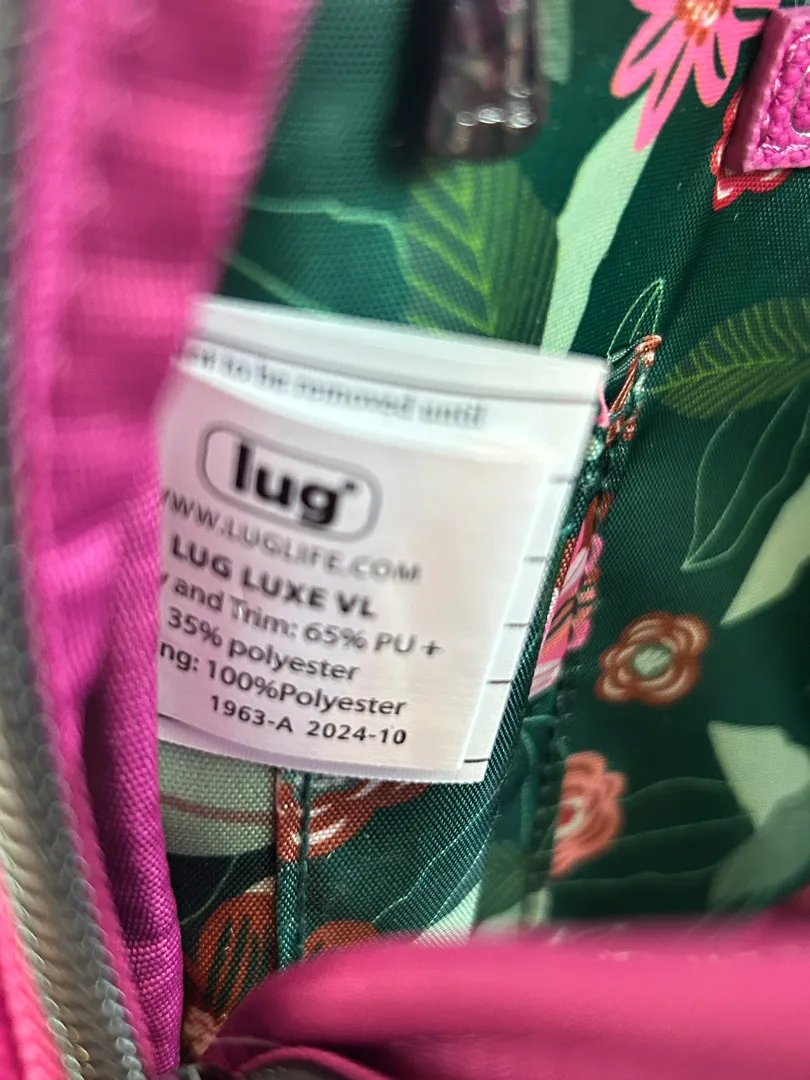 to be removed until
lug
WWW.LUGLIFE.COM
LUG LUXE VL
and Trim: 65% PU +
35% polyester
ng: 100%Polyester
1963-A 2024-10